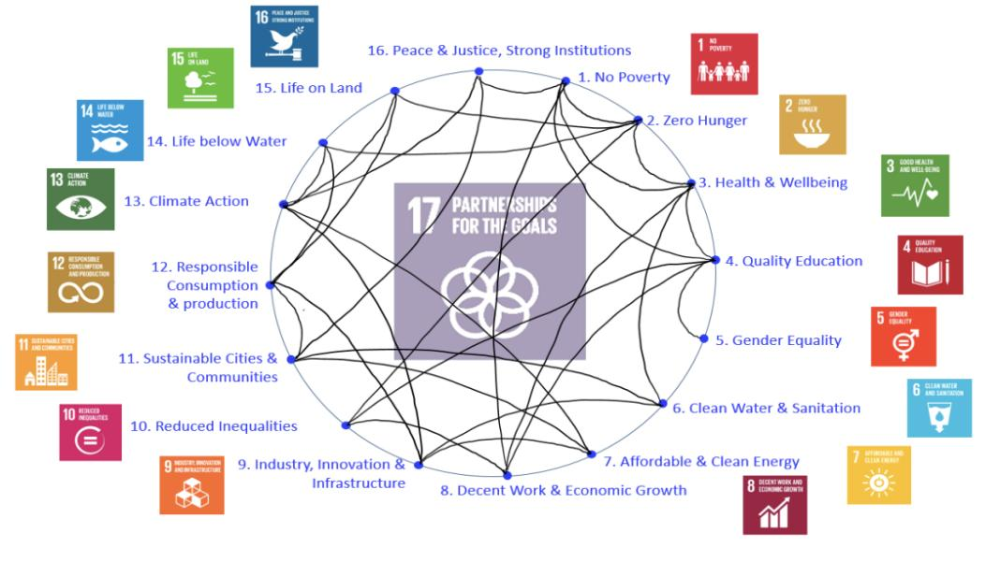 16 PEACE AND JUSTICE
STRONG INSTITUTIONS
16. Peace & Justice, Strong Institutions
1 NO
POVERTY
1. No Poverty
15 LIFE
ON LAND
15. Life on Land
2 ZERO
HUNGER
2. Zero Hunger
14 LIFE BELOW
WATER
14. Life below Water
3 GOOD HEALTH
AND WELL-BEING
3. Health & Wellbeing
13 CLIMATE
ACTION
13. Climate Action
17 PARTNERSHIPS
FOR THE GOALS
4 QUALITY
EDUCATION
4. Quality Education
12 RESPONSIBLE
CONSUMPTION
AND PRODUCTION
12. Responsible
Consumption
& production
5 GENDER
EQUALITY
5. Gender Equality
11 SUSTAINABLE CITIES
AND COMMUNITIES
11. Sustainable Cities &
Communities
6 CLEAN WATER
AND SANITATION
6. Clean Water & Sanitation
10 REDUCED
INEQUALITIES
10. Reduced Inequalities
7 AFFORDABLE AND
CLEAN ENERGY
7. Affordable & Clean Energy
9 INDUSTRY, INNOVATION
AND INFRASTRUCTURE
9. Industry, Innovation &
Infrastructure
8. Decent Work & Economic Growth
8 DECENT WORK AND
ECONOMIC GROWTH